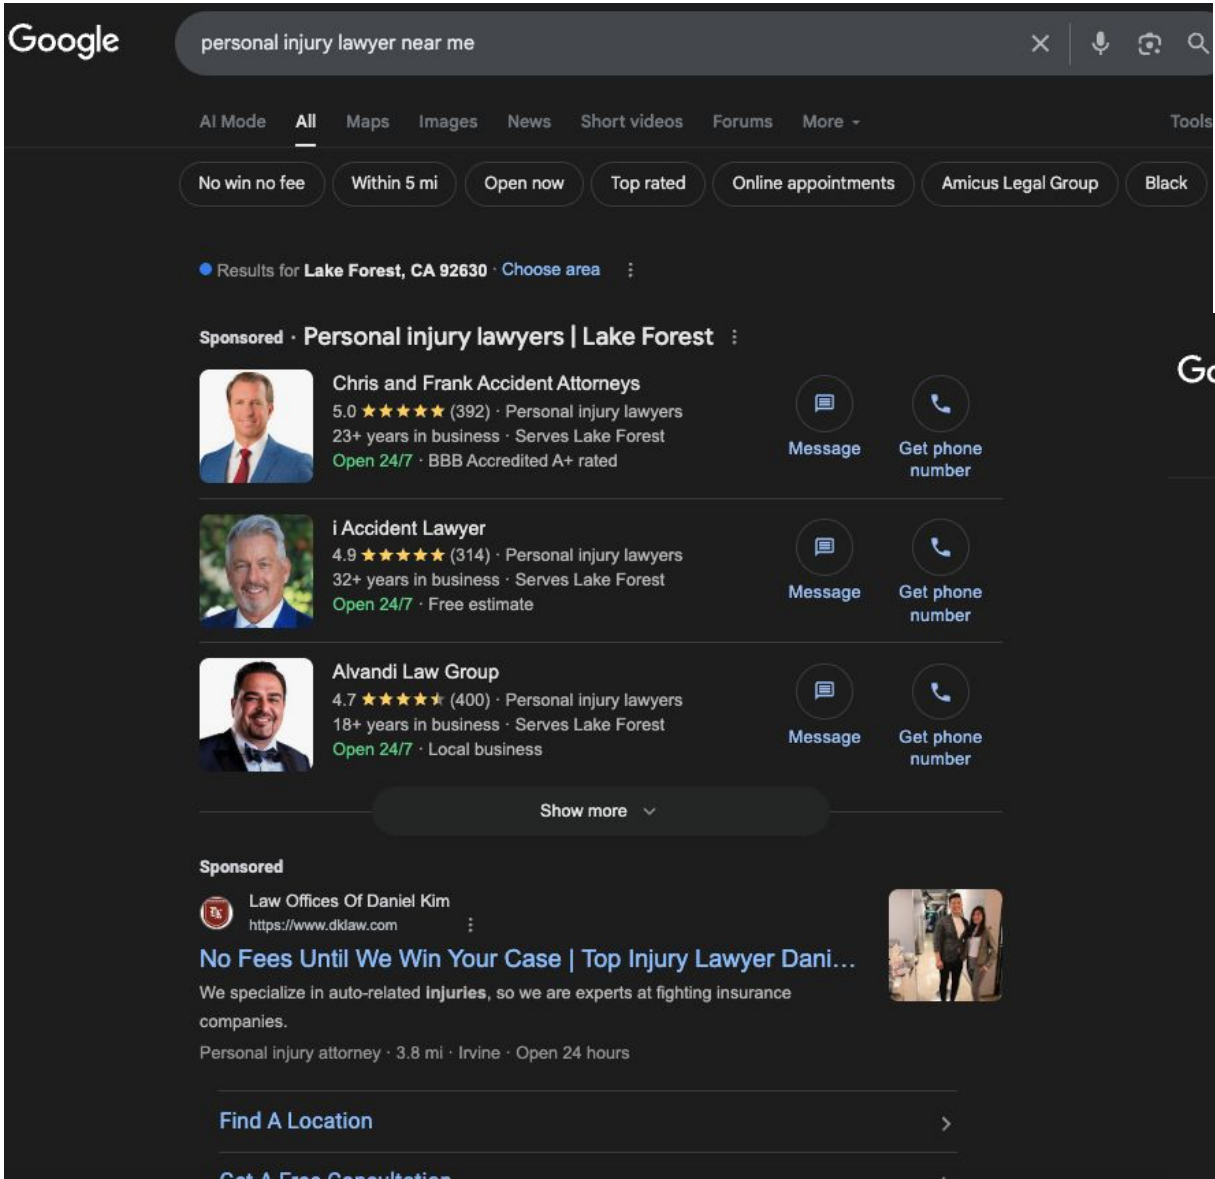 Google
personal injury lawyer near me
AI Mode All Maps Images News Short videos Forums More Tools
No win no fee Within 5 mi Open now Top rated Online appointments Amicus Legal Group Black
Results for Lake Forest, CA 92630 · Choose area
Sponsored · Personal injury lawyers | Lake Forest
Chris and Frank Accident Attorneys
5.0 ★★★★★ (392) · Personal injury lawyers
23+ years in business · Serves Lake Forest
Open 24/7 · BBB Accredited A+ rated
Message
Get phone
number
i Accident Lawyer
4.9 ★★★★★ (314) · Personal injury lawyers
32+ years in business · Serves Lake Forest
Open 24/7 · Free estimate
Message
Get phone
number
Alvandi Law Group
4.7 ★★★★★ (400) · Personal injury lawyers
18+ years in business · Serves Lake Forest
Open 24/7 · Local business
Message
Get phone
number
Show more
Sponsored
Law Offices Of Daniel Kim
https://www.dklaw.com
No Fees Until We Win Your Case | Top Injury Lawyer Dani...
We specialize in auto-related injuries, so we are experts at fighting insurance
companies.
Personal injury attorney · 3.8 mi · Irvine · Open 24 hours
Find A Location
Get A Free Consultation